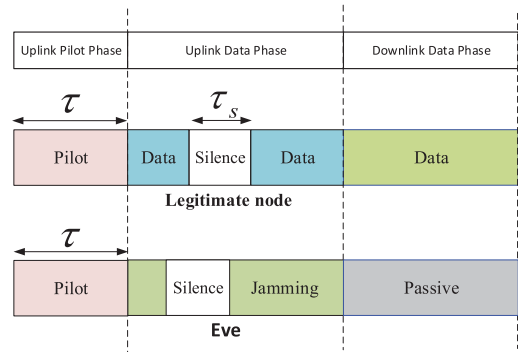 Uplink Pilot Phase Uplink Data Phase Downlink Data Phase
τ τs
Pilot Data Silence Data Data
Legitimate node
τ
Pilot Silence Jamming Passive
Eve